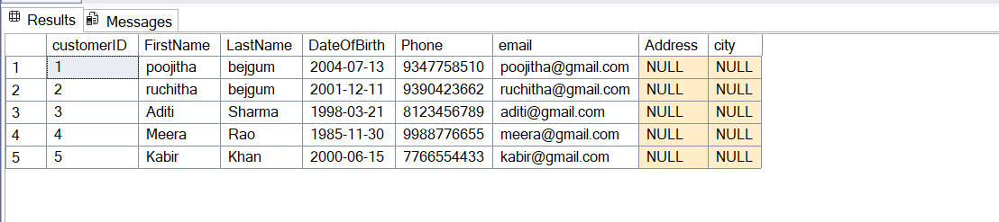 Results Messages
customerID FirstName LastName DateOfBirth Phone email Address city
1 1 poojitha bejgum 2004-07-13 9347758510 poojitha@gmail.com NULL NULL
2 2 ruchitha bejgum 2001-12-11 9390423662 ruchitha@gmail.com NULL NULL
3 3 Aditi Sharma 1998-03-21 8123456789 aditi@gmail.com NULL NULL
4 4 Meera Rao 1985-11-30 9988776655 meera@gmail.com NULL NULL
5 5 Kabir Khan 2000-06-15 7766554433 kabir@gmail.com NULL NULL